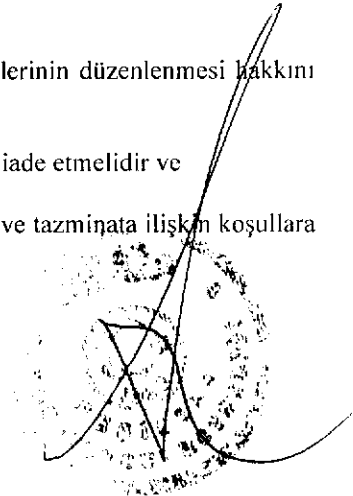 lerinin düzenlenmesi hakkını
iade etmelidir ve
ve tazminata ilişkin koşullara